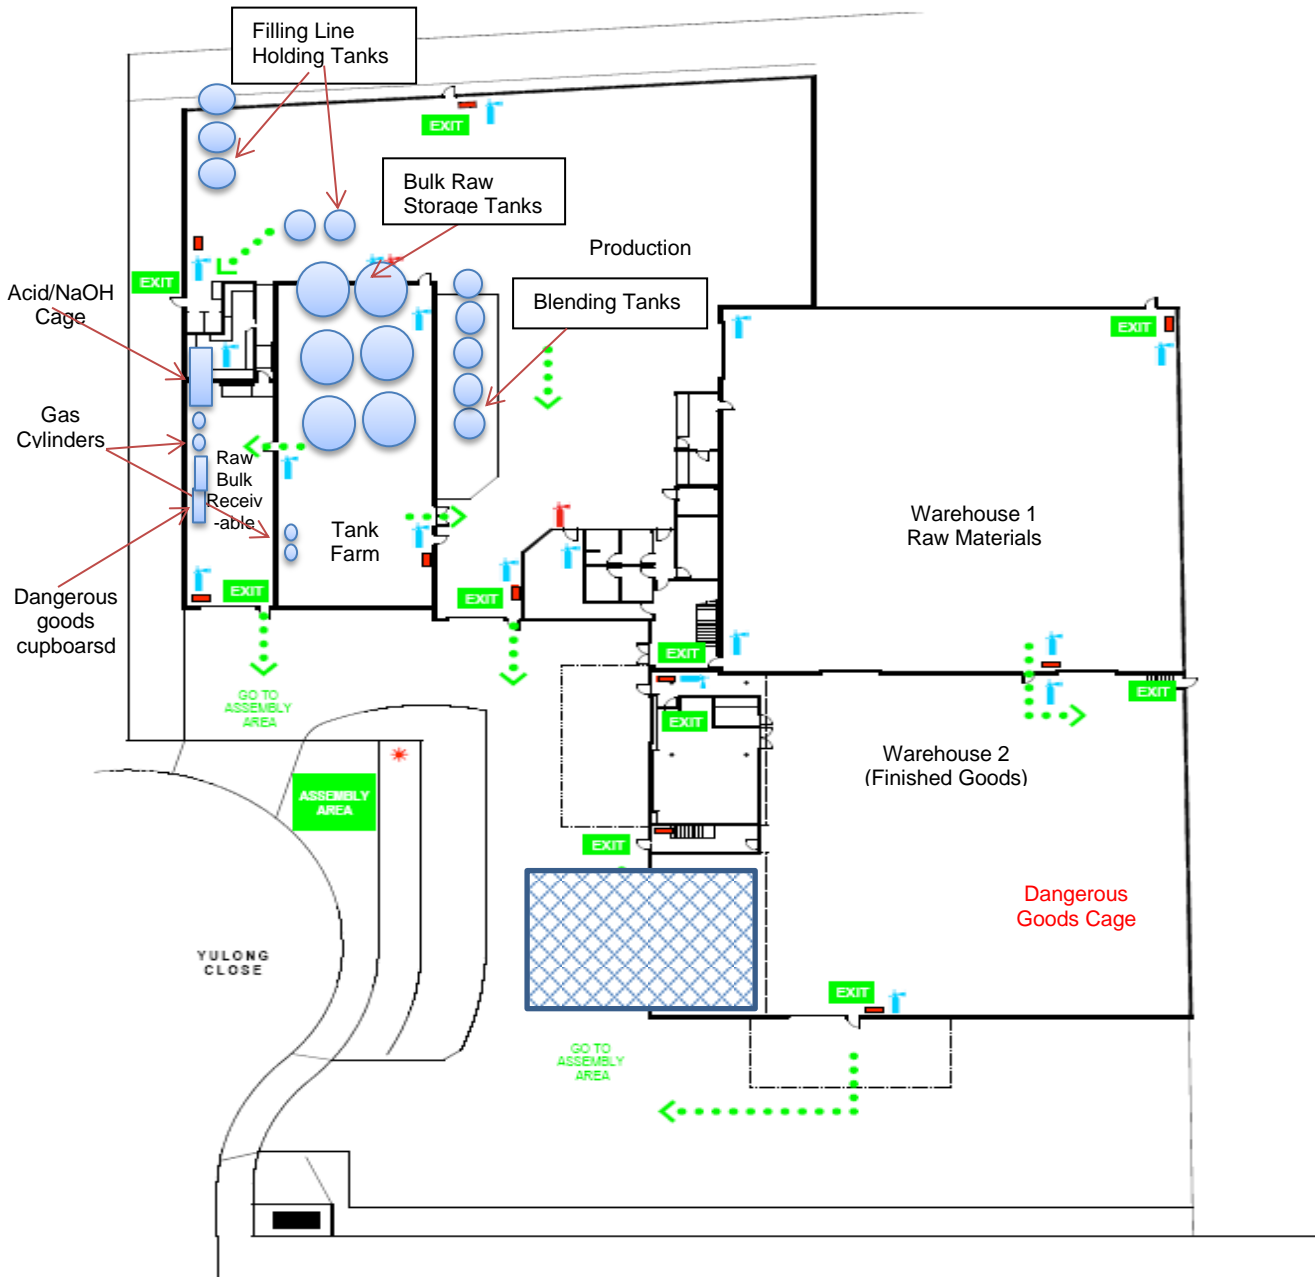 Filling Line
Holding Tanks
EXIT
Bulk Raw
Storage Tanks
Production
EXIT
Acid/NaOH
Cage
Blending Tanks
EXIT
Gas
Cylinders
Raw
Bulk
Receiv
-able
Tank
Farm
Warehouse 1
Raw Materials
Dangerous
goods
cupboarsd
EXIT
EXIT
EXIT
EXIT
GO TO
ASSEMBLY
AREA
EXIT
Warehouse 2
(Finished Goods)
ASSEMBLY
AREA
EXIT
Dangerous
Goods Cage
YULONG
CLOSE
EXIT
GO TO
ASSEMBLY
AREA